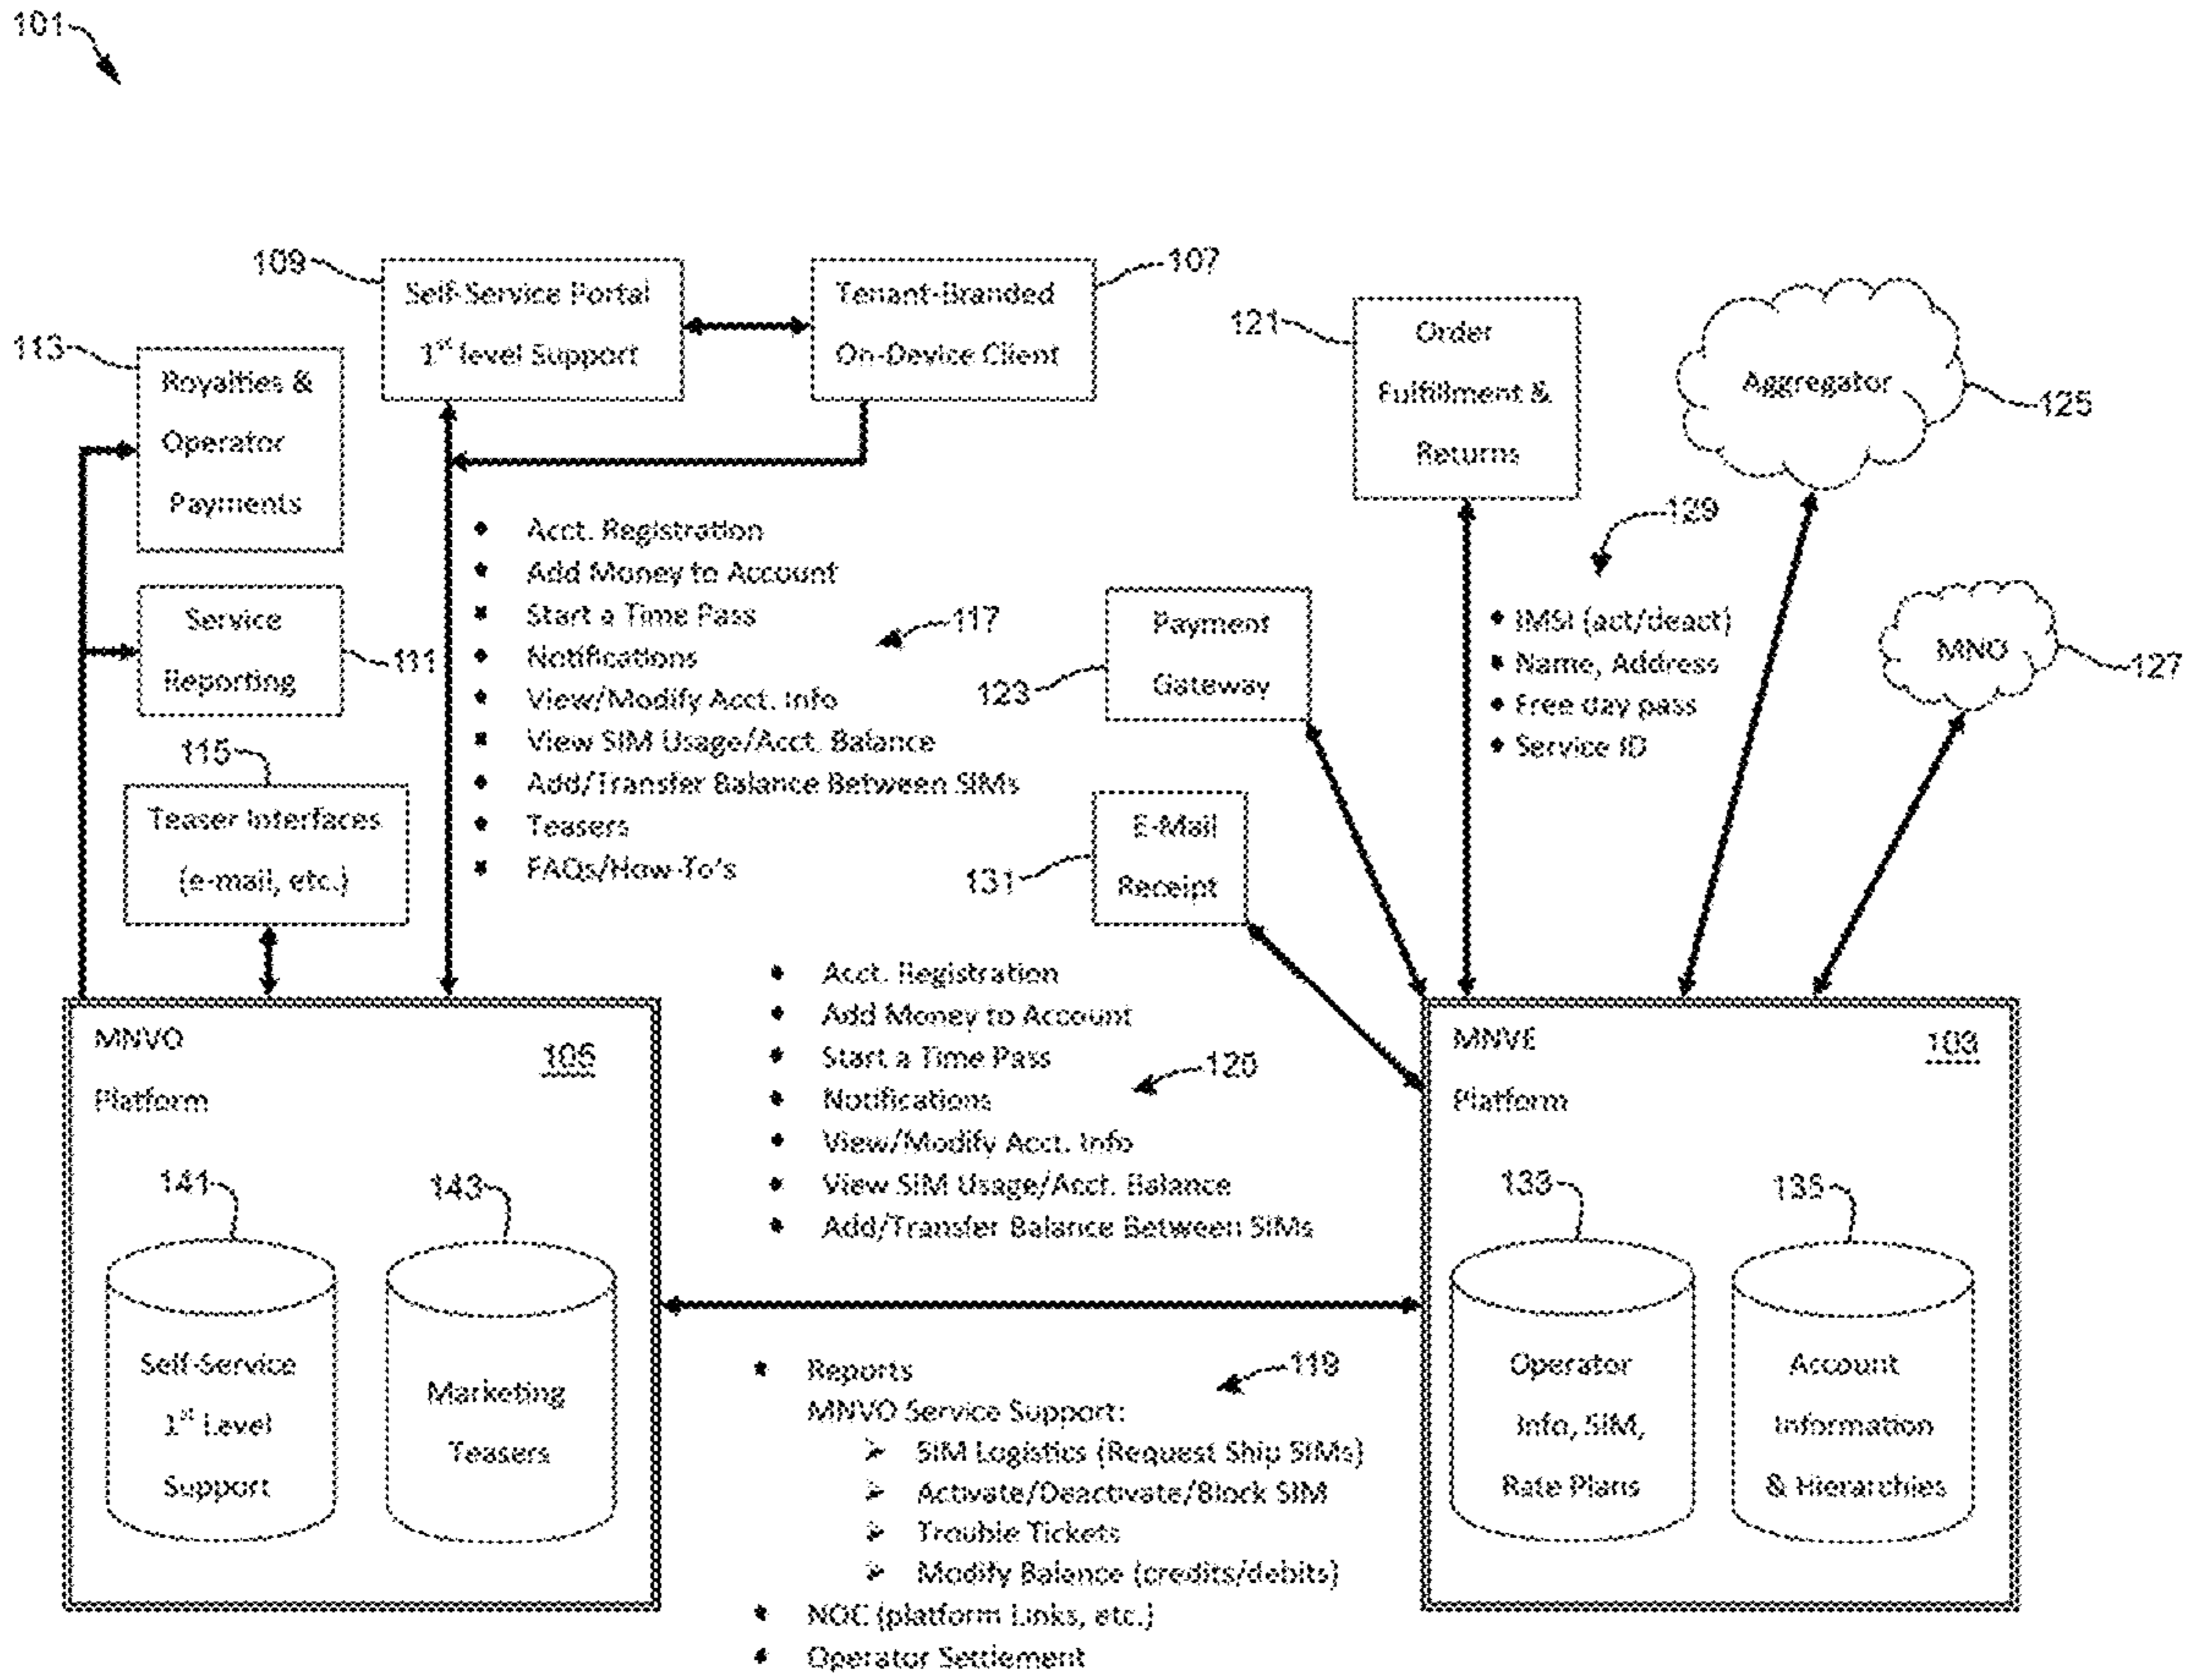 101
109
Self-Service Portal
1st level Support
107
Tenant-Branded
On-Device Client
113
Royalties &
Operator
Payments
Service
Reporting
111
115
Teaser Interfaces
(e-mail, etc.)
Acct. Registration
Add Money to Account
Start a Time Pass
Notifications
View/Modify Acct. Info
View SIM Usage/Acct. Balance
Add/Transfer Balance Between SIMs
Teasers
FAQs/How-To's
117
121
Order
Fulfillment &
Returns
Aggregator
125
129
IMSI (act/deact)
Name, Address
Free day pass
Service ID
MNO
127
Payment
Gateway
123
E-Mail
Receipt
131
Acct. Registration
Add Money to Account
Start a Time Pass
Notifications
View/Modify Acct. Info
View SIM Usage/Acct. Balance
Add/Transfer Balance Between SIMs
MNVO
Platform
141
Self-Service
1st Level
Support
143
Marketing
Teasers
MNVE
Platform
103
133
Operator
Info, SIM,
Rate Plans
135
Account
Information
& Hierarchies
Reports
MNVO Service Support:
SIM Logistics (Request Ship SIMs)
Activate/Deactivate/Block SIM
Trouble Tickets
Modify Balance (credits/debits)
NOC (platform Links, etc.)
Operator Settlement